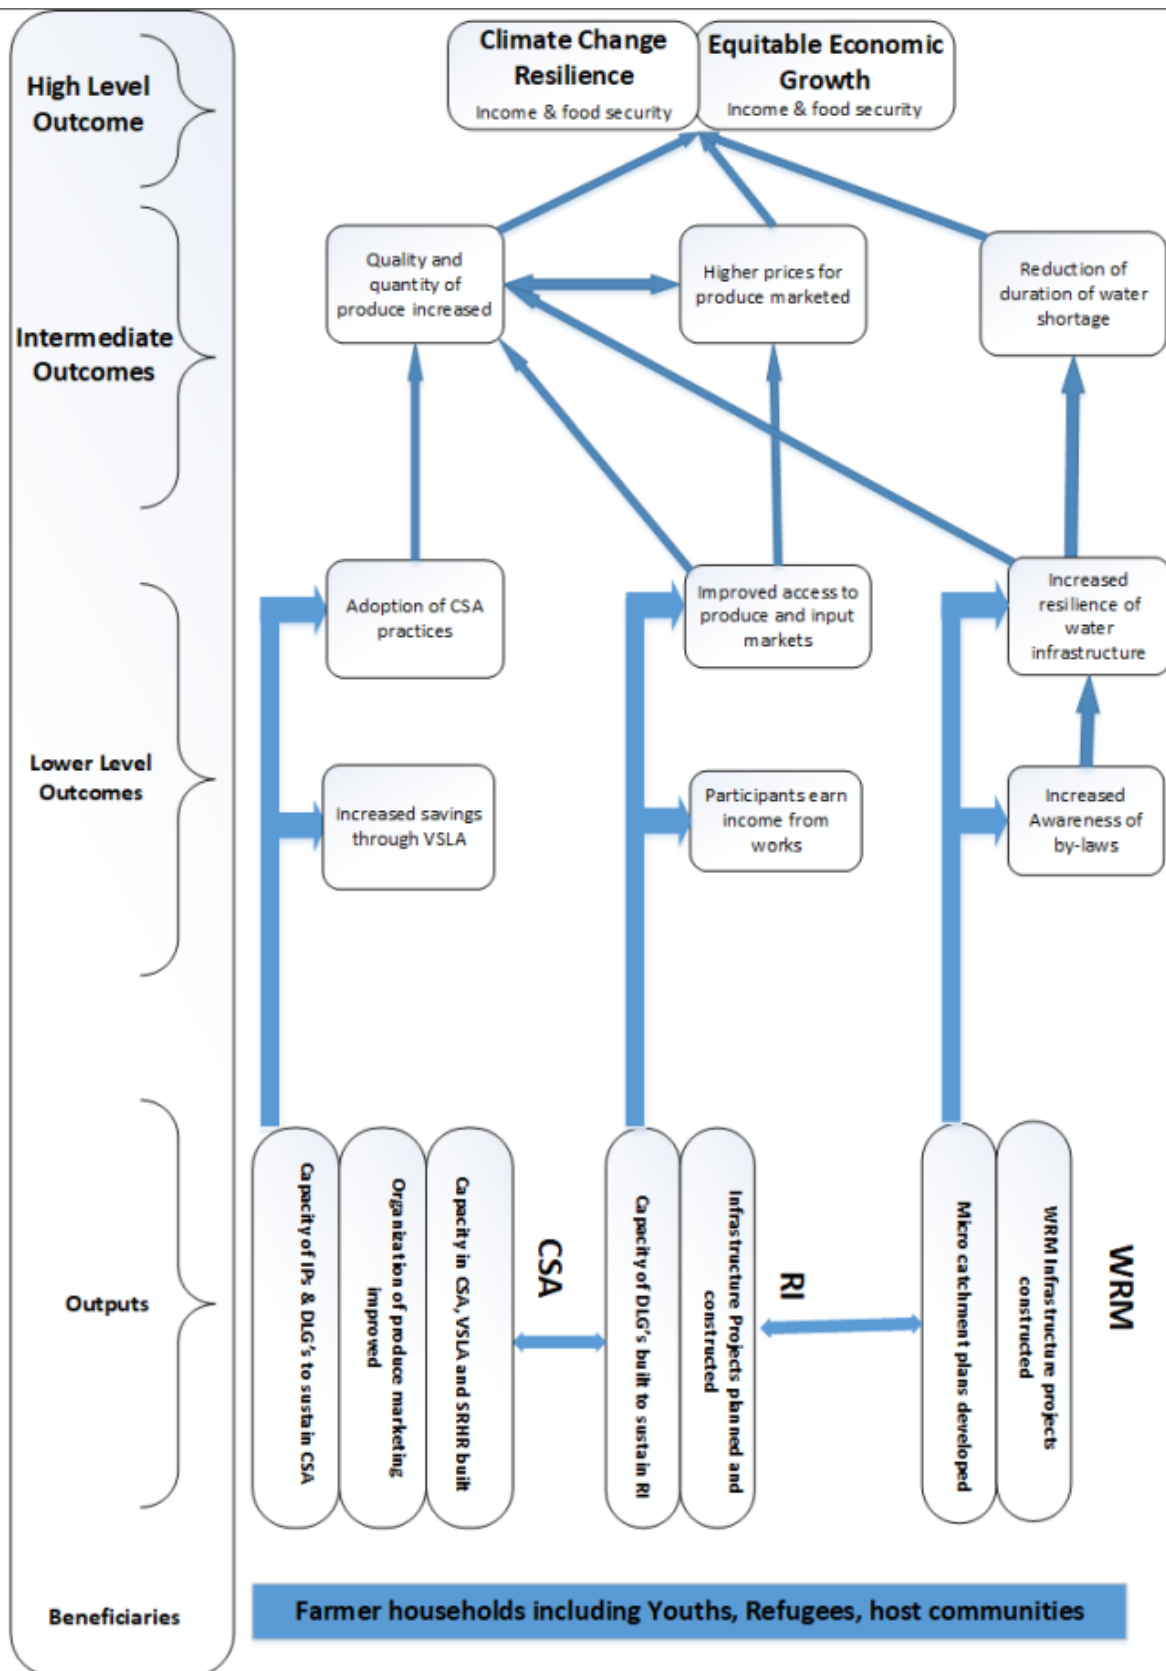 High Level
Outcome
Climate Change
Resilience
Income & food security
Equitable Economic
Growth
Income & food security
Intermediate
Outcomes
Quality and
quantity of
produce increased
Higher prices for
produce marketed
Reduction of
duration of water
shortage
Lower Level
Outcomes
Adoption of CSA
practices
Improved access to
produce and input
markets
Increased
resilience of
water
infrastructure
Increased savings
through VSLA
Participants earn
income from
works
Increased
Awareness of
by-laws
Outputs
Capacity of IPs & DLG's to sustain CSA
Organization of produce marketing
improved
Capacity in CSA, VSLA and SRHR built
CSA
Capacity of DLG's built to sustain RI
Infrastructure Projects planned and
constructed
RI
Micro catchment plans developed
WRM Infrastructure projects
constructed
WRM
Beneficiaries
Farmer households including Youths, Refugees, host communities